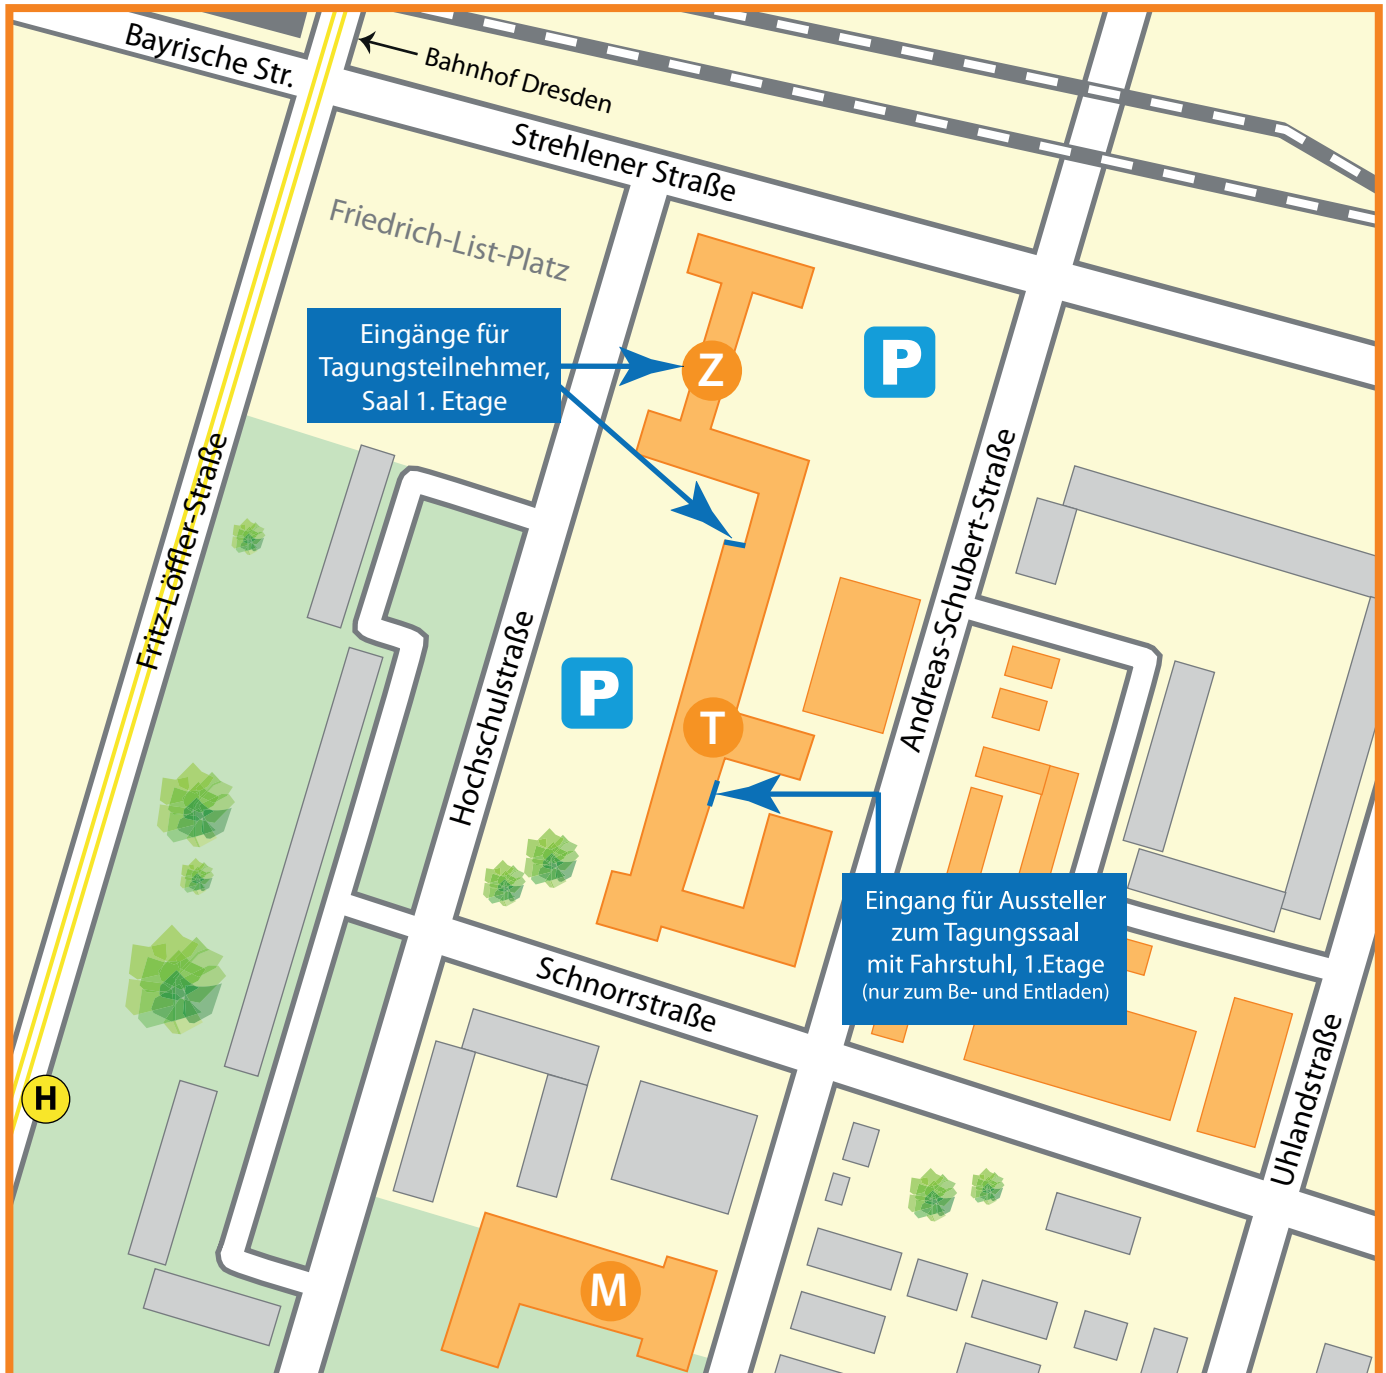 Bayrische Str.
Bahnhof Dresden
Strehlener Straße
Friedrich-List-Platz
Eingänge für
Tagungsteilnehmer,
Saal 1. Etage
Z
P
Fritz-Löffler-Straße
Andreas-Schubert-Straße
Hochschulstraße
P
T
Eingang für Aussteller
zum Tagungssaal
mit Fahrstuhl, 1.Etage
(nur zum Be- und Entladen)
Schnorrstraße
Uhlandstraße
H
M